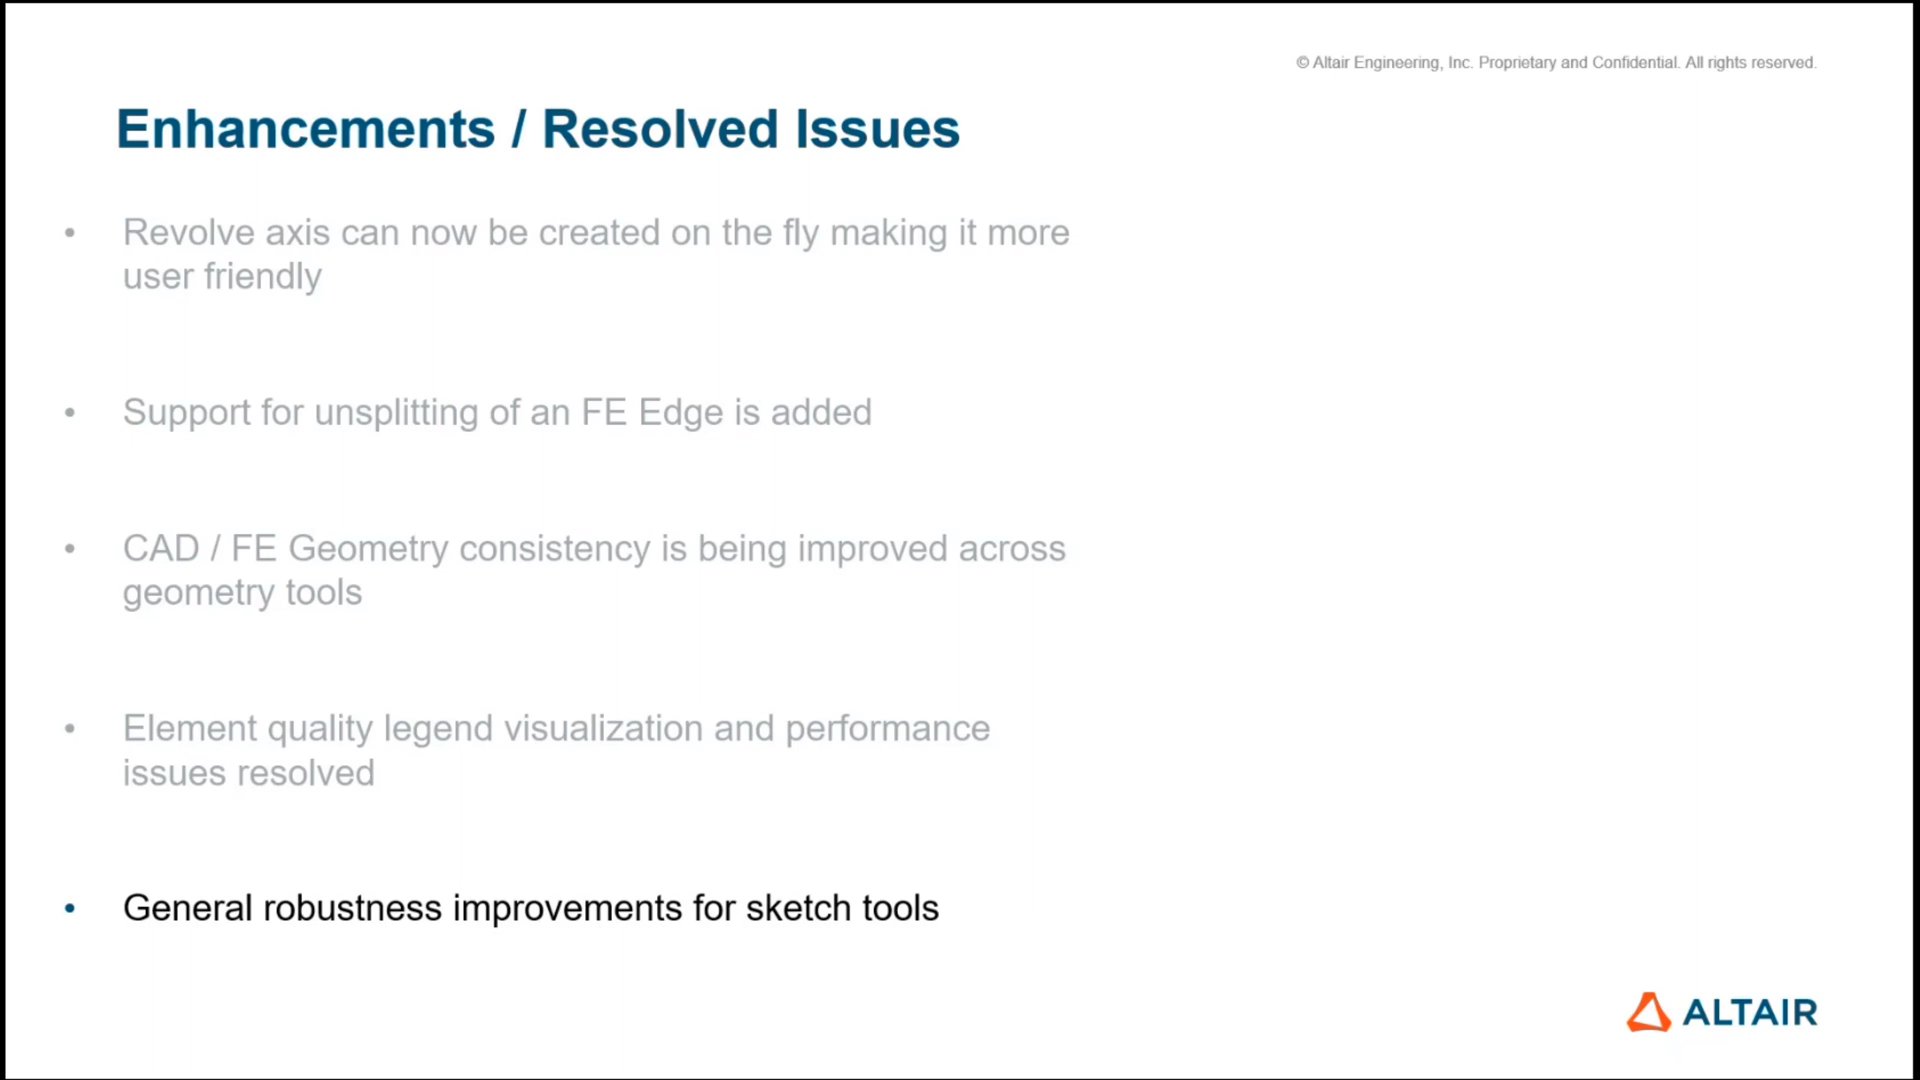 © Altair Engineering, Inc. Proprietary and Confidential. All rights reserved.
Enhancements / Resolved Issues
• Revolve axis can now be created on the fly making it more
user friendly
• Support for unsplitting of an FE Edge is added
• CAD / FE Geometry consistency is being improved across
geometry tools
• Element quality legend visualization and performance
issues resolved
• General robustness improvements for sketch tools
ALTAIR